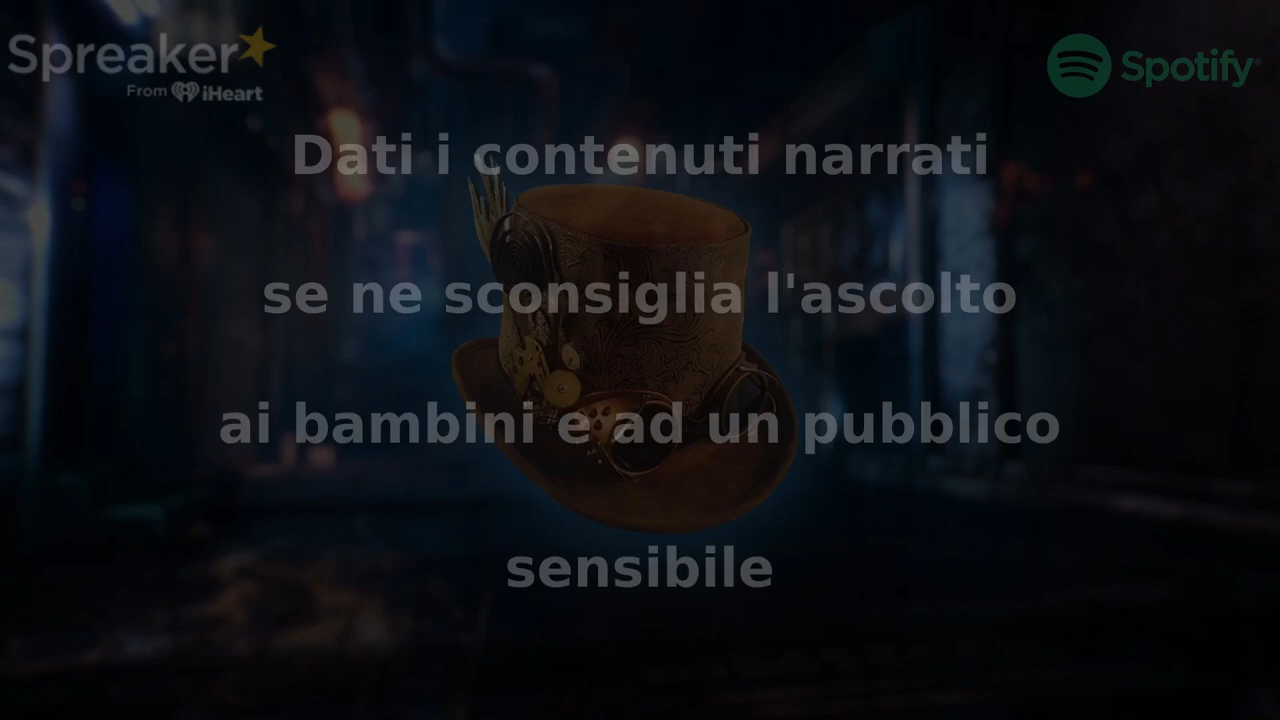 Spreaker
From iHeart
Spotify
Dati i contenuti narrati
se ne sconsiglia l'ascolto
ai bambini e ad un pubblico
sensibile